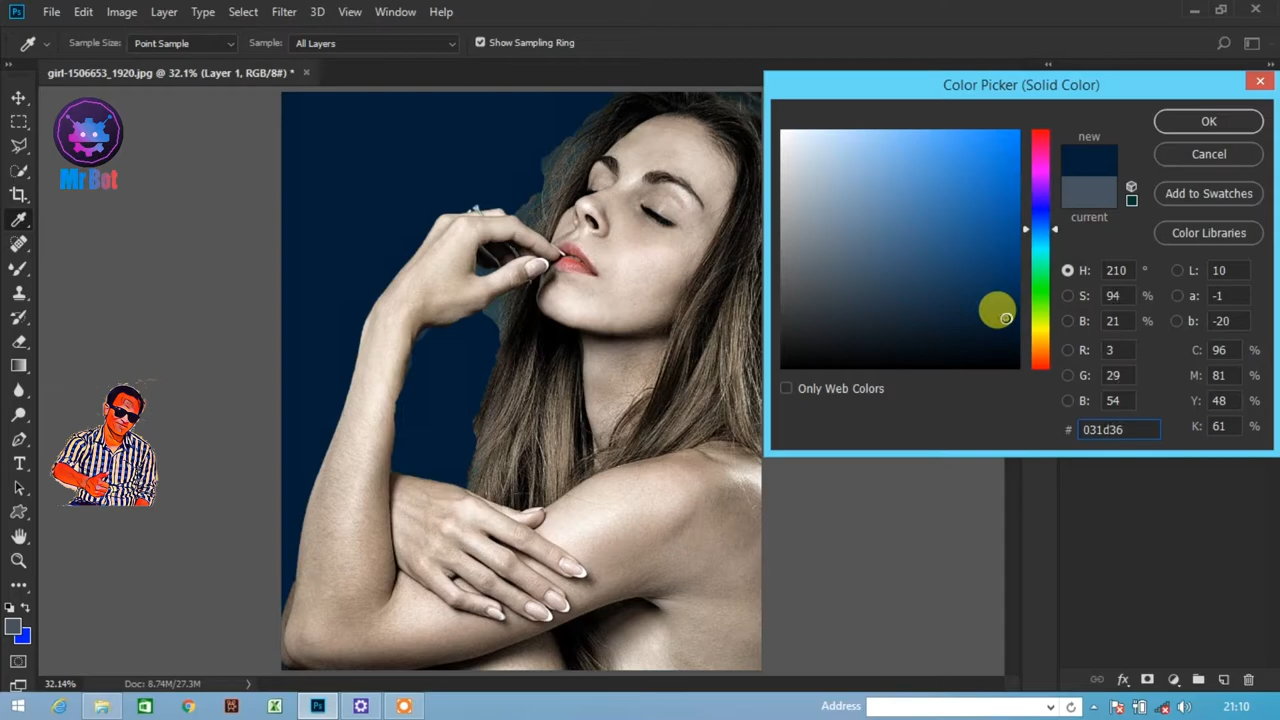 Ps File Edit Image Layer Type Select Filter 3D View Window Help
Sample Size: Point Sample Sample: All Layers Show Sampling Ring
girl-1506653_1920.jpg @ 32.1% (Layer 1, RGB/8#) *
Mr Bot
Color Picker (Solid Color)
new
current
OK
Cancel
Add to Swatches
Color Libraries
H: 210 ° L: 10
S: 94 % a: -1
B: 21 % b: -20
R: 3 C: 96 %
G: 29 M: 81 %
B: 54 Y: 48 %
# 031d36 K: 61 %
Only Web Colors
32.14% Doc: 8.74M/27.3M
fx
Address
Ps
21:10